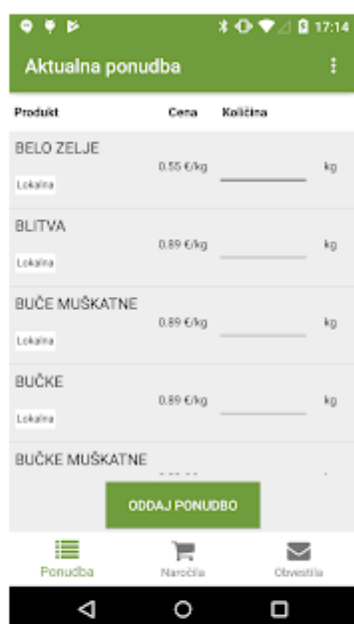 17:14
Aktualna ponudba
Produkt Cena Količina
BELO ZELJE
0.55 €/kg kg
Lokalna
BLITVA
0.89 €/kg kg
Lokalna
BUČE MUŠKATNE
0.89 €/kg kg
Lokalna
BUČKE
0.89 €/kg kg
Lokalna
BUČKE MUŠKATNE
ODDAJ PONUDBO
Ponudba Naročila Obvestila